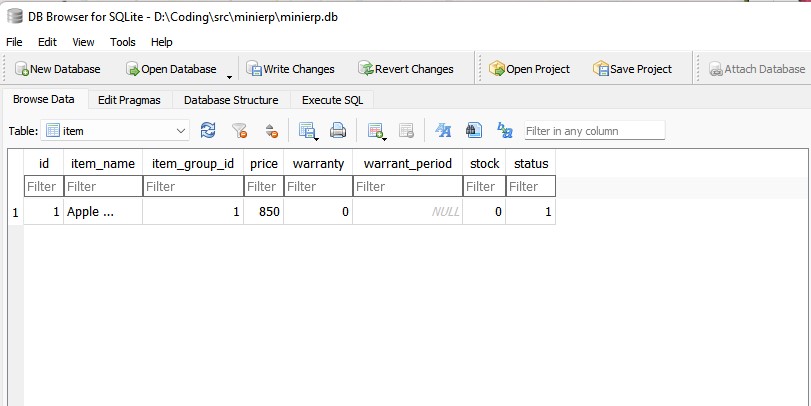 DB Browser for SQLite - D:\Coding\src\minierp\minierp.db
File Edit View Tools Help
New Database Open Database Write Changes Revert Changes Open Project Save Project Attach Database
Browse Data Edit Pragmas Database Structure Execute SQL
Table: item Filter in any column
id item_name item_group_id price warranty warrant_period stock status
Filter Filter Filter Filter Filter Filter Filter Filter
1 1 Apple ... 1 850 0 NULL 0 1